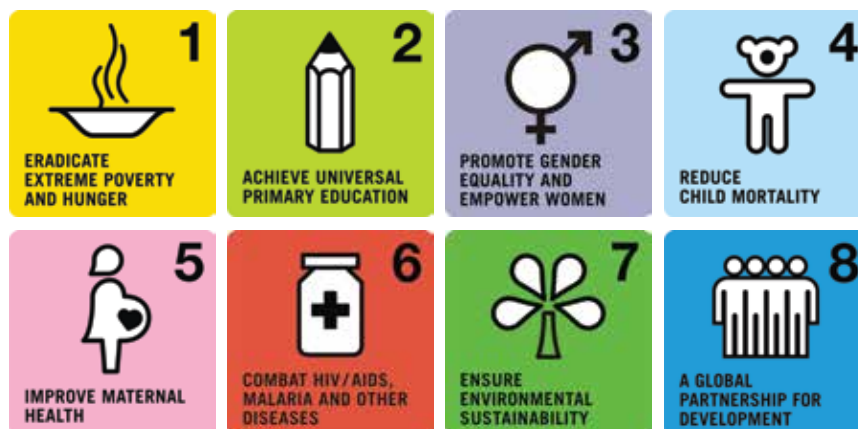 1
ERADICATE
EXTREME POVERTY
AND HUNGER
2
ACHIEVE UNIVERSAL
PRIMARY EDUCATION
3
PROMOTE GENDER
EQUALITY AND
EMPOWER WOMEN
4
REDUCE
CHILD MORTALITY
5
IMPROVE MATERNAL
HEALTH
6
COMBAT HIV/AIDS,
MALARIA AND OTHER
DISEASES
7
ENSURE
ENVIRONMENTAL
SUSTAINABILITY
8
A GLOBAL
PARTNERSHIP FOR
DEVELOPMENT